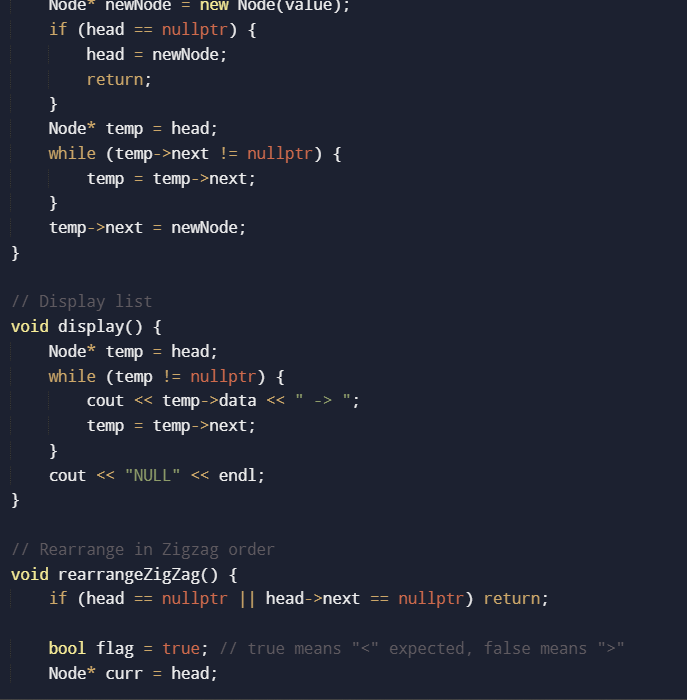 Node* newNode = new Node(value);
if (head == nullptr) {
head = newNode;
return;
}
Node* temp = head;
while (temp->next != nullptr) {
temp = temp->next;
}
temp->next = newNode;
}
// Display list
void display() {
Node* temp = head;
while (temp != nullptr) {
cout << temp->data << " -> ";
temp = temp->next;
}
cout << "NULL" << endl;
}
// Rearrange in Zigzag order
void rearrangeZigZag() {
if (head == nullptr || head->next == nullptr) return;
bool flag = true; // true means "<" expected, false means ">"
Node* curr = head;